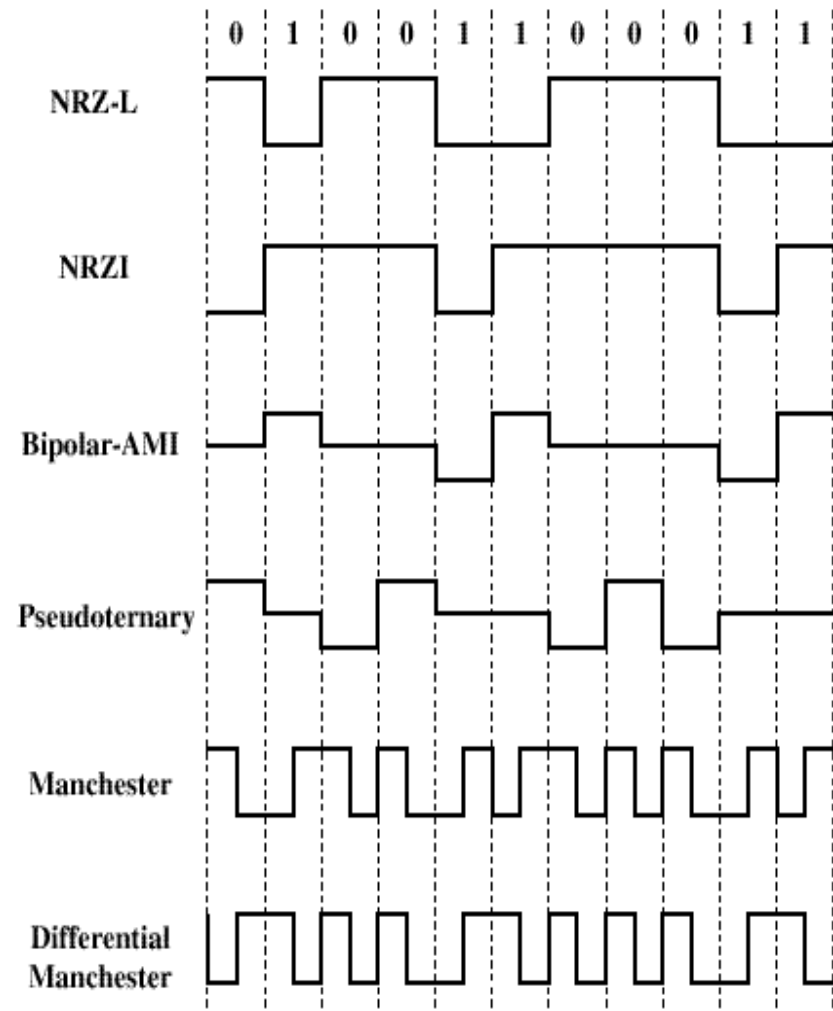 0 1 0 0 1 1 0 0 0 1 1
NRZ-L
NRZI
Bipolar-AMI
Pseudoternary
Manchester
Differential
Manchester